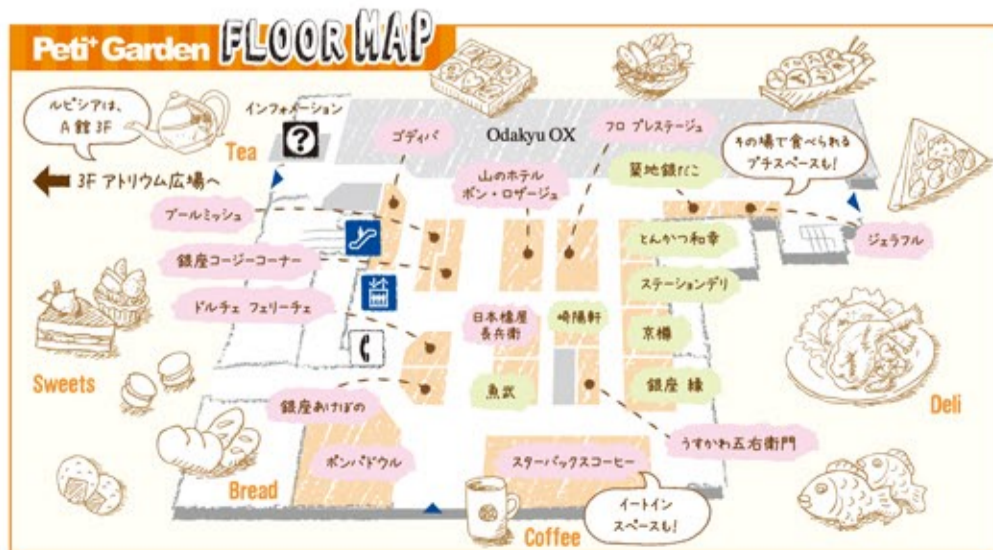 Peti+ Garden FLOOR MAP
ルピシアは、
A館 3F
Tea
インフォメーション
?
ゴディバ
Odakyu OX
フロ プレステージュ
その場で食べられる
プチスペースも!
3F アトリウム広場へ
山のホテル
ボン・ロザージュ
築地銀だこ
ブールミッシュ
とんかつ和幸
ジェラフル
銀座コージーコーナー
ステーションデリ
ドルチェ フェリーチェ
日本橋屋
長兵衛
崎陽軒
京樽
Sweets
銀座あけぼの
魚武
銀座 縁
Deli
うすかわ五右衛門
ポンパドウル
スターバックスコーヒー
Bread
イートイン
スペースも!
Coffee